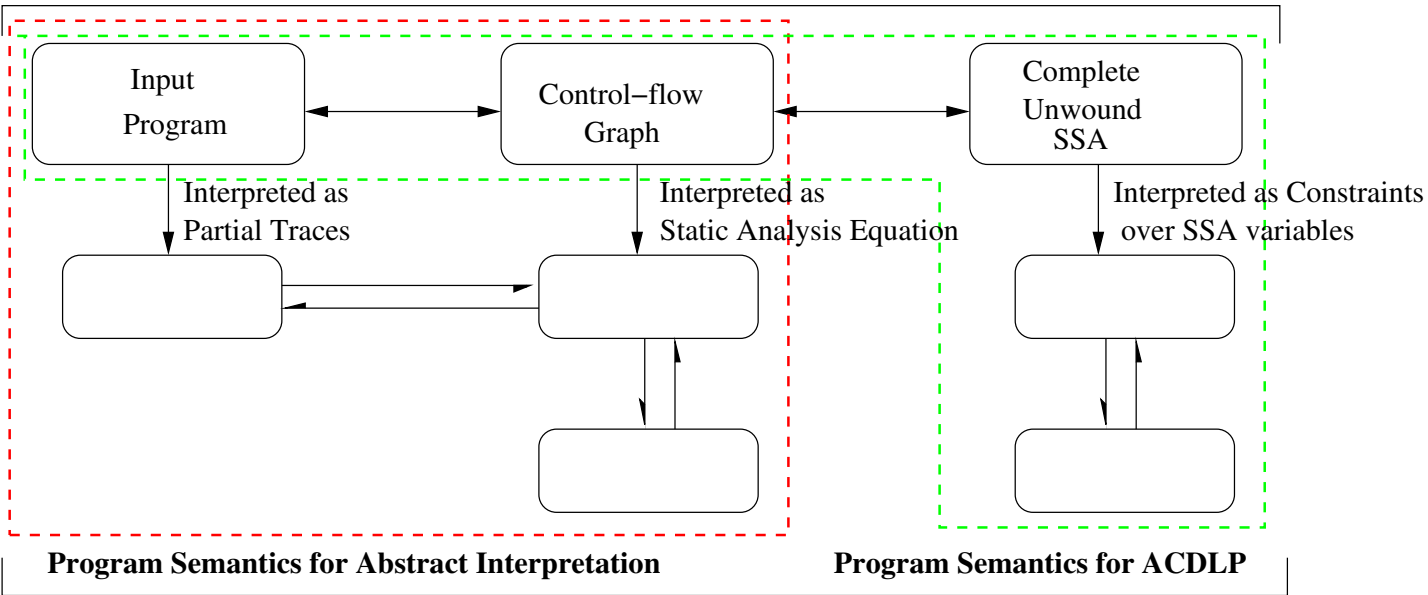 Input
Program
Control−flow
Graph
Complete
Unwound
SSA
Interpreted as
Partial Traces
Interpreted as
Static Analysis Equation
Interpreted as Constraints
over SSA variables
Program Semantics for Abstract Interpretation
Program Semantics for ACDLP